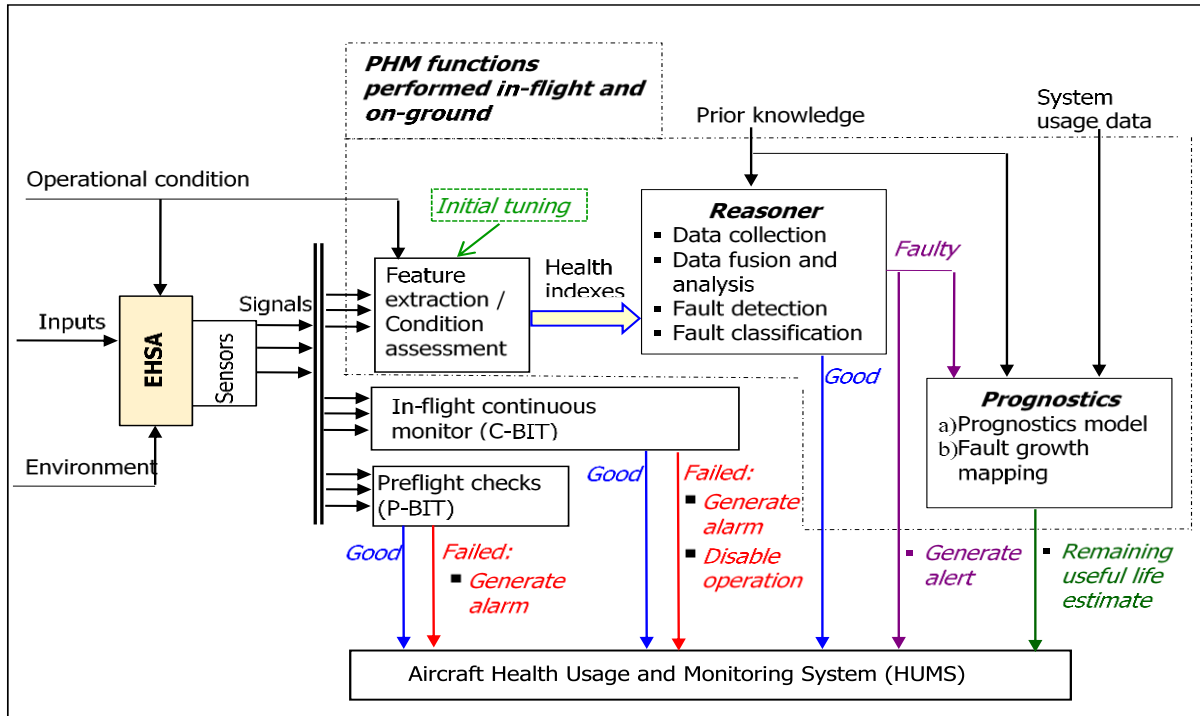 PHM functions
performed in-flight and
on-ground
Prior knowledge
System
usage data
Operational condition
Initial tuning
Reasoner
▪ Data collection
▪ Data fusion and
analysis
▪ Fault detection
▪ Fault classification
Faulty
Feature
extraction /
Condition
assessment
Health
indexes
Signals
Inputs
EHSA
Sensors
Good
Prognostics
a)Prognostics model
b)Fault growth
mapping
In-flight continuous
monitor (C-BIT)
Environment
Preflight checks
(P-BIT)
Good
Failed:
▪ Generate
alarm
▪ Disable
operation
Good
Failed:
▪ Generate
alarm
▪ Generate
alert
▪ Remaining
useful life
estimate
Aircraft Health Usage and Monitoring System (HUMS)